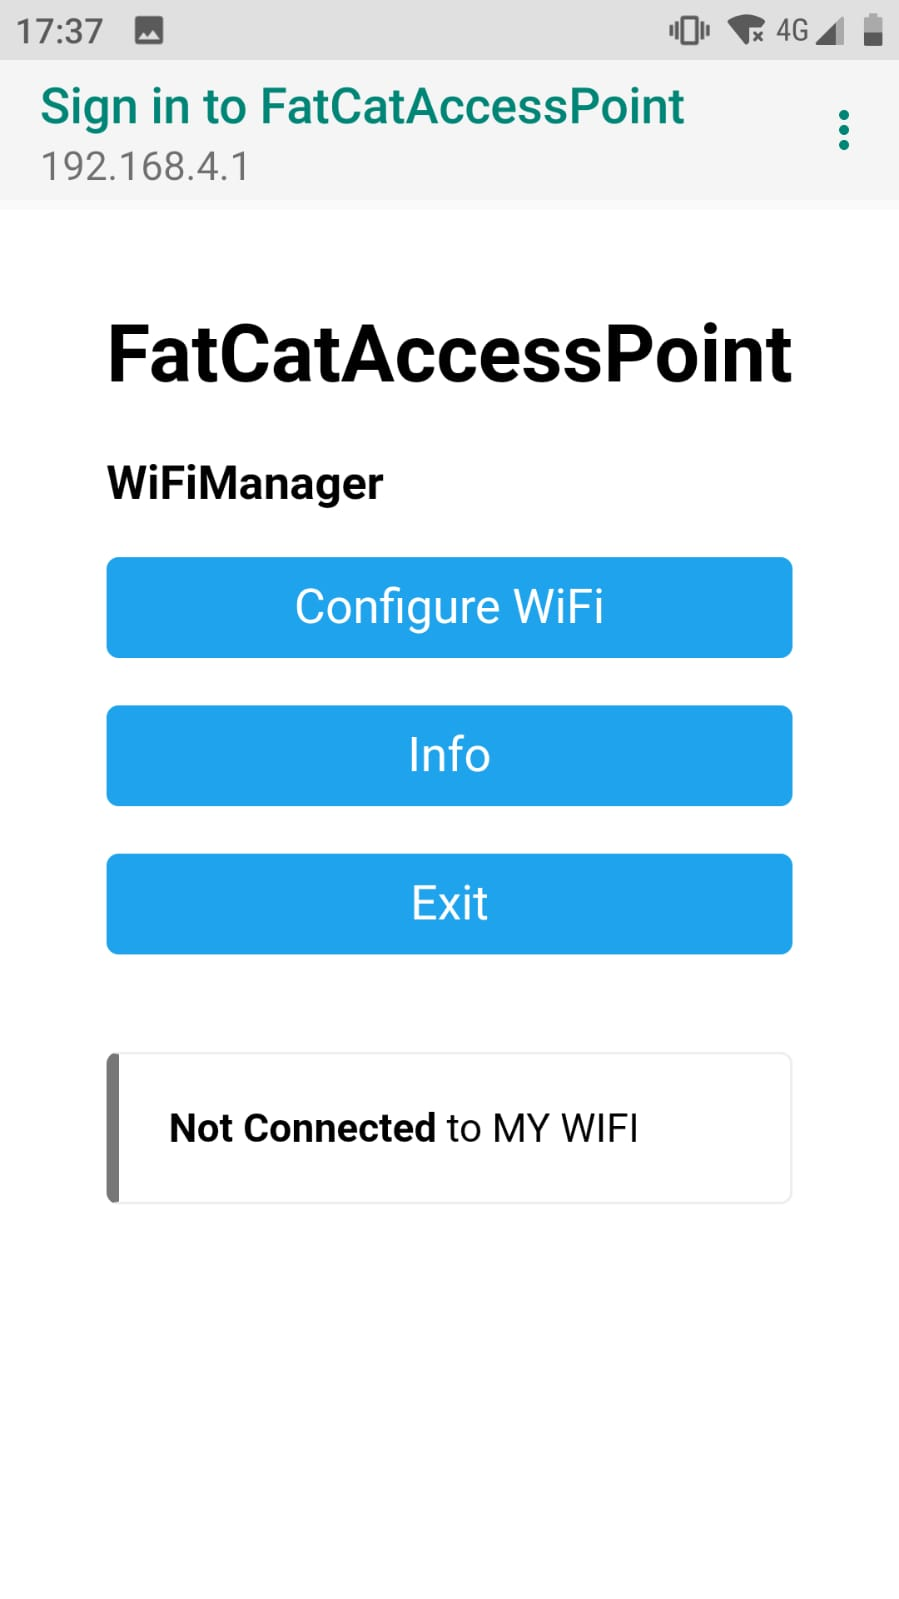 17:37 4G
Sign in to FatCatAccessPoint
192.168.4.1
FatCatAccessPoint
WiFiManager
Configure WiFi
Info
Exit
Not Connected to MY WIFI